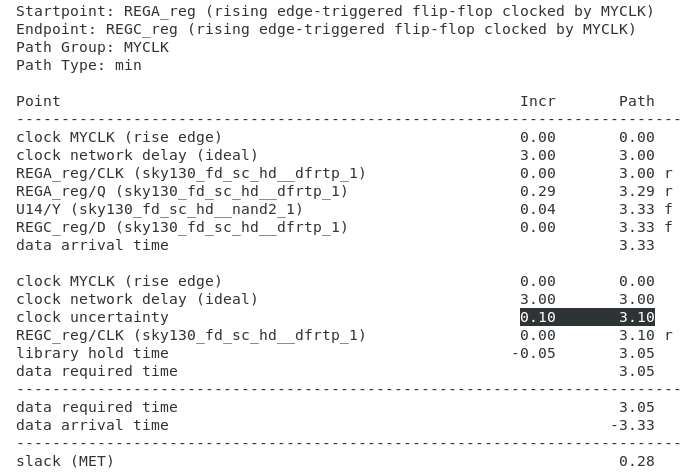 Startpoint: REGA_reg (rising edge-triggered flip-flop clocked by MYCLK)
Endpoint: REGC_reg (rising edge-triggered flip-flop clocked by MYCLK)
Path Group: MYCLK
Path Type: min
Point Incr Path
---------------------------------------------------------------------------
clock MYCLK (rise edge) 0.00 0.00
clock network delay (ideal) 3.00 3.00
REGA_reg/CLK (sky130_fd_sc_hd__dfrtp_1) 0.00 3.00 r
REGA_reg/Q (sky130_fd_sc_hd__dfrtp_1) 0.29 3.29 r
U14/Y (sky130_fd_sc_hd__nand2_1) 0.04 3.33 f
REGC_reg/D (sky130_fd_sc_hd__dfrtp_1) 0.00 3.33 f
data arrival time 3.33
clock MYCLK (rise edge) 0.00 0.00
clock network delay (ideal) 3.00 3.00
clock uncertainty 0.10 3.10
REGC_reg/CLK (sky130_fd_sc_hd__dfrtp_1) 0.00 3.10 r
library hold time -0.05 3.05
data required time 3.05
---------------------------------------------------------------------------
data required time 3.05
data arrival time -3.33
---------------------------------------------------------------------------
slack (MET) 0.28